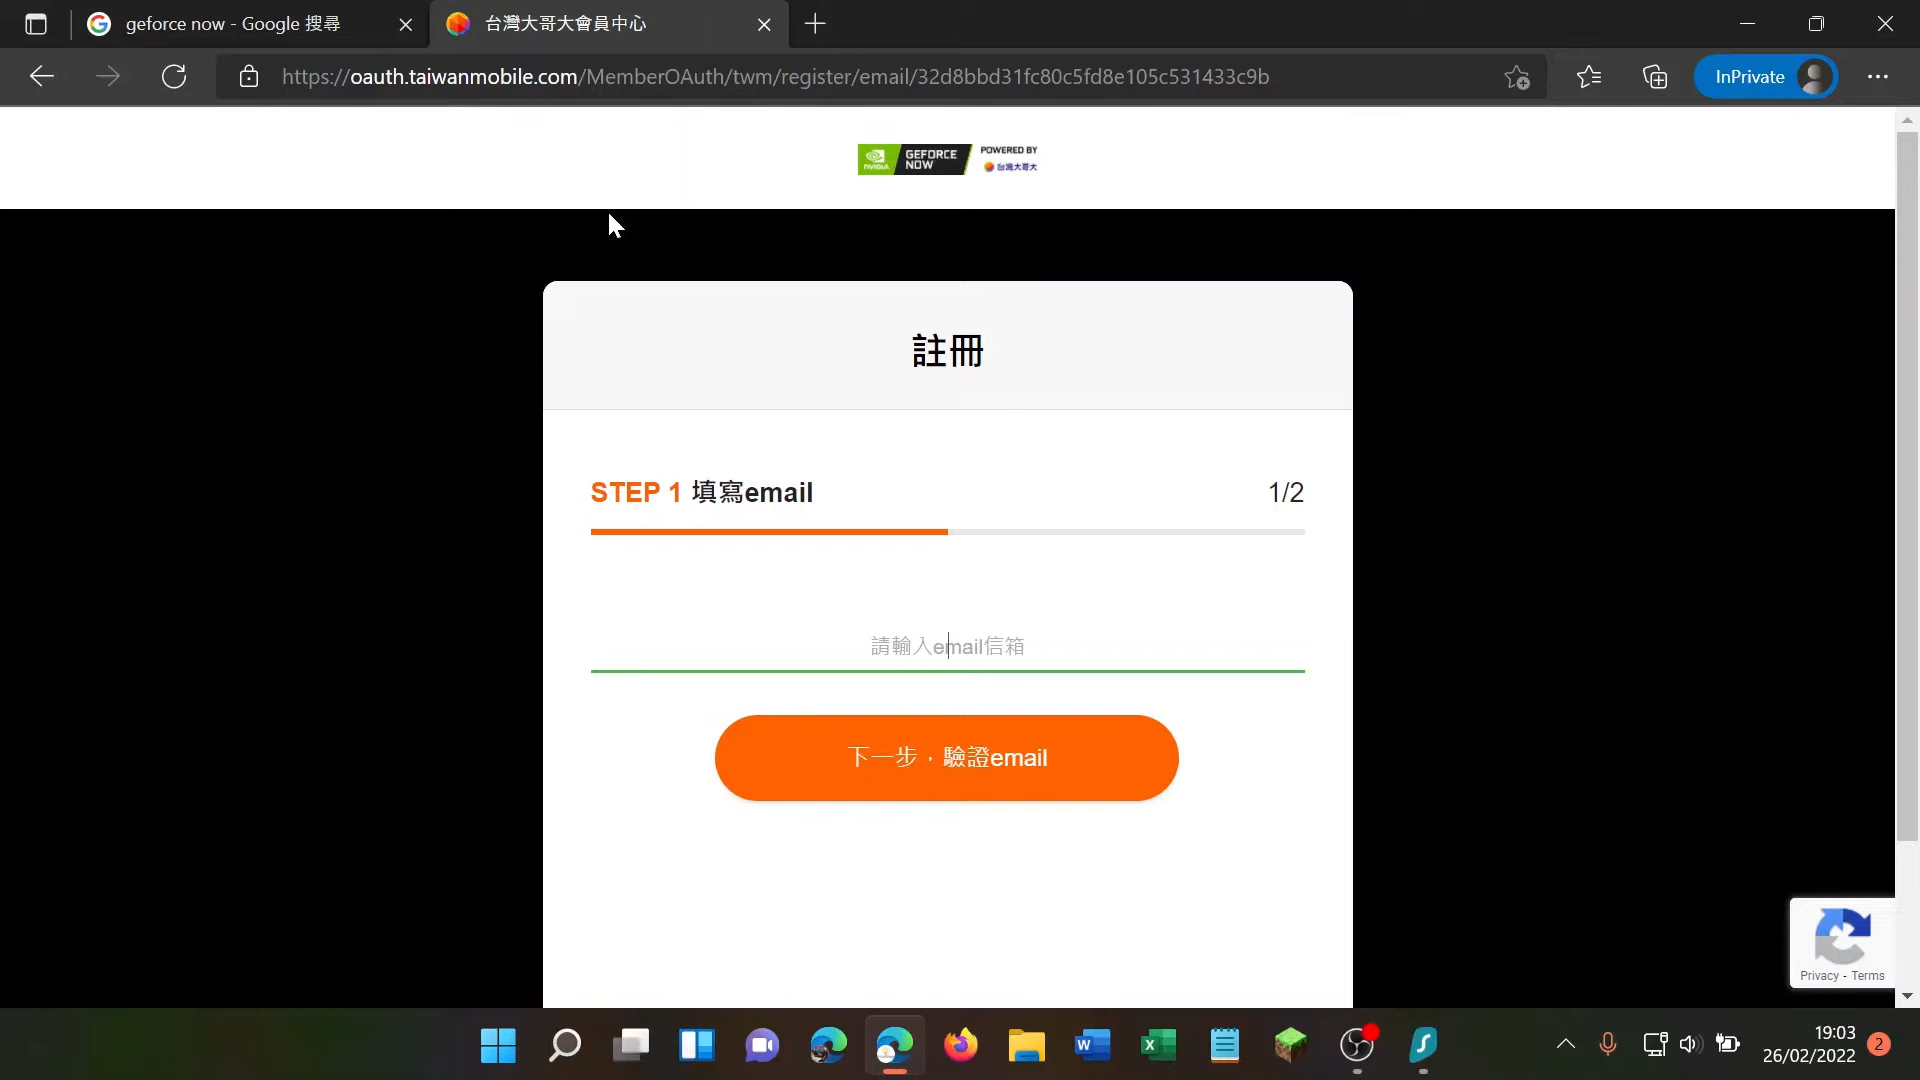 geforce now - Google 搜尋
台灣大哥大會員中心
https://oauth.taiwanmobile.com/MemberOAuth/twm/register/email/32d8bbd31fc80c5fd8e105c531433c9b
InPrivate
NVIDIA
GEFORCE
NOW
POWERED BY
台灣大哥大
註冊
STEP 1 填寫email
1/2
請輸入email信箱
下一步，驗證email
Privacy - Terms
19:03
26/02/2022
2